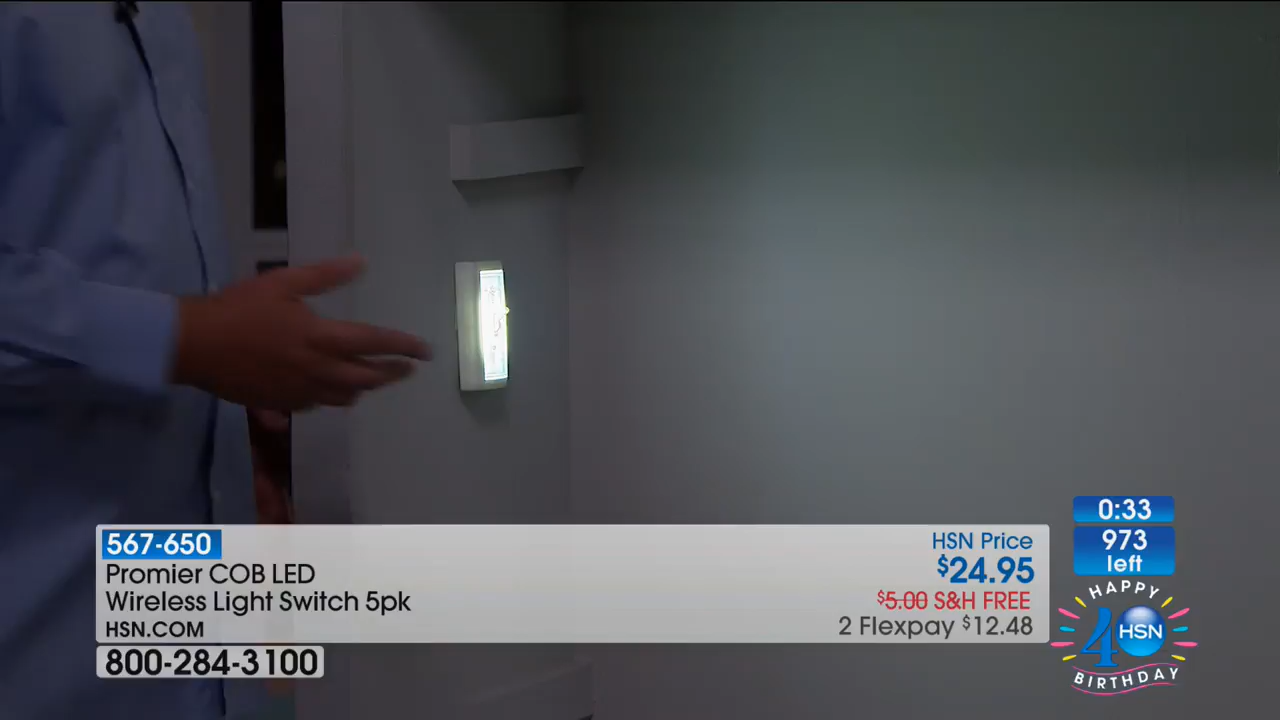 567-650
Promier COB LED
Wireless Light Switch 5pk
HSN.COM
800-284-3100
HSN Price
$24.95
$5.00 S&H FREE
2 Flexpay $12.48
0:33
973
left
HAPPY
40 HSN
BIRTHDAY